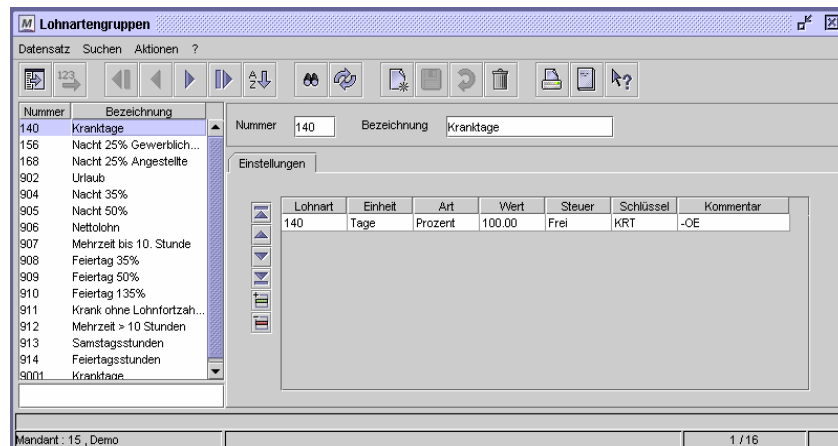 M Lohnartengruppen
Datensatz Suchen Aktionen ?
123 A Z ?
Nummer Bezeichnung
140 Kranktage
156 Nacht 25% Gewerblich...
168 Nacht 25% Angestellte
902 Urlaub
904 Nacht 35%
905 Nacht 50%
906 Nettolohn
907 Mehrzeit bis 10. Stunde
908 Feiertag 35%
909 Feiertag 50%
910 Feiertag 135%
911 Krank ohne Lohnfortzah...
912 Mehrzeit > 10 Stunden
913 Samstagsstunden
914 Feiertagsstunden
9001 Kranktage
Nummer 140 Bezeichnung Kranktage
Einstellungen
Lohnart Einheit Art Wert Steuer Schlüssel Kommentar
140 Tage Prozent 100.00 Frei KRT -OE
Mandant : 15 , Demo
1 / 16